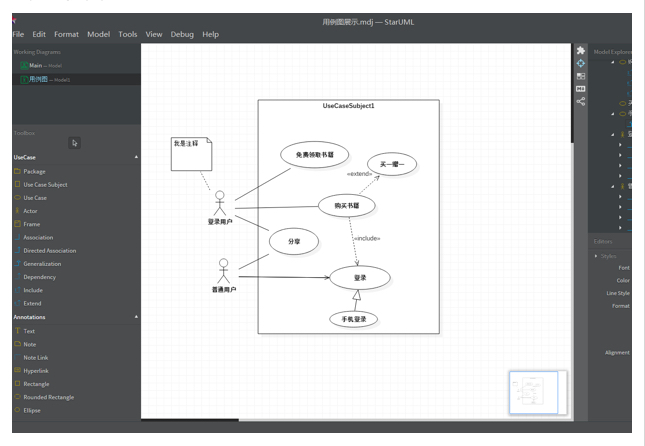 用例图展示.mdj — StarUML
File Edit Format Model Tools View Debug Help
Working Diagrams
Main — Model
用例图 — Model1
Toolbox
UseCase
Package
Use Case Subject
Use Case
Actor
Frame
Association
Directed Association
Generalization
Dependency
Include
Extend
Annotations
Text
Note
Note Link
Hyperlink
Rectangle
Rounded Rectangle
Ellipse
UseCaseSubject1
我是注释
免费领取书籍
买一赠一
«extend»
购买书籍
登录用户
分享
«include»
普通用户
登录
手机登录
Model Explorer
Editors
Styles
Font
Color
Line Style
Format
Alignment